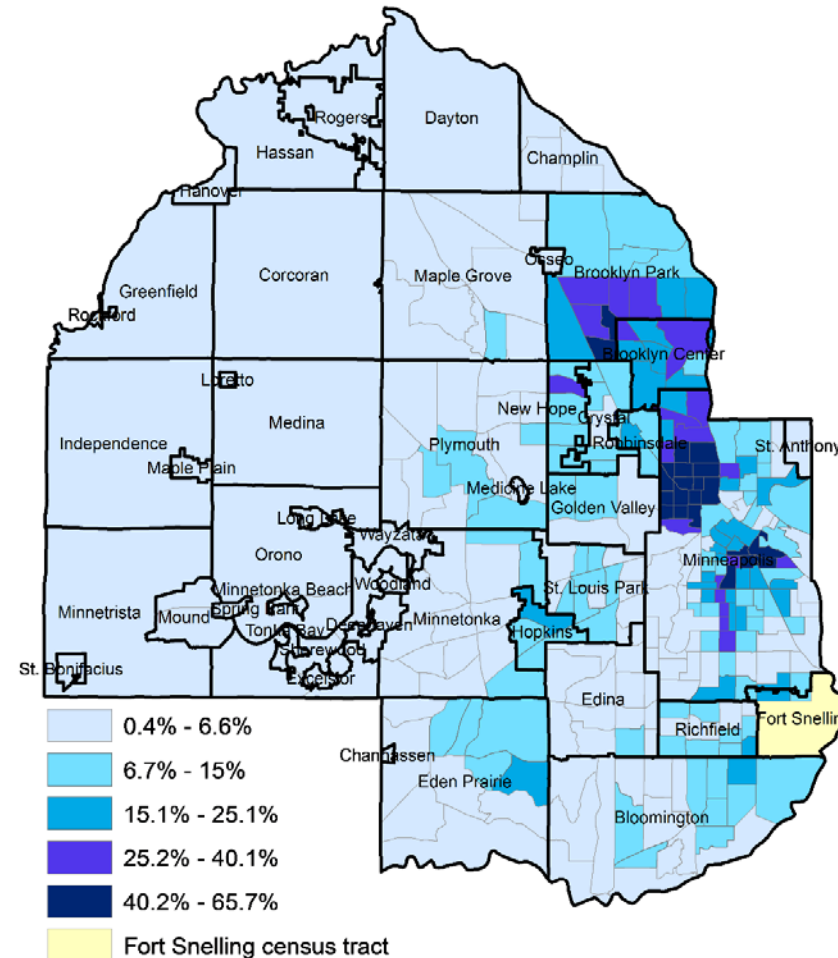 Rogers
Dayton
Hassan
Champlin
Hanover
Osseo
Brooklyn Park
Corcoran
Maple Grove
Greenfield
Rockford
Brooklyn Center
Loretto
New Hope
Crystal
Medina
Independence
Plymouth
Robbinsdale
St. Anthony
Maple Plain
Medicine Lake
Golden Valley
Long Lake
Wayzata
Orono
Minneapolis
Woodland
St. Louis Park
Minnetonka Beach
Spring Park
Minnetrista
Mound
Minnetonka
Deephaven
Tonka Bay
Hopkins
Shorewood
St. Bonifacius
Excelsior
Edina
Fort Snellin
Richfield
Chanhassen
Eden Prairie
Bloomington
0.4% - 6.6%
6.7% - 15%
15.1% - 25.1%
25.2% - 40.1%
40.2% - 65.7%
Fort Snelling census tract